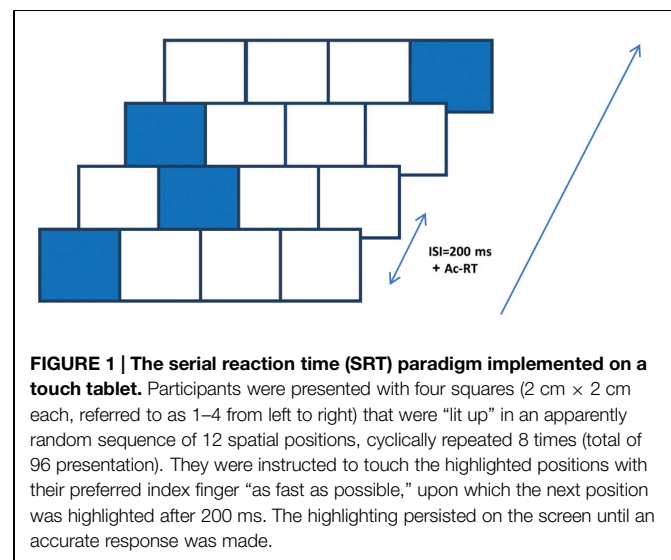 ISI=200 ms
+ Ac-RT
FIGURE 1 | The serial reaction time (SRT) paradigm implemented on a
touch tablet. Participants were presented with four squares (2 cm × 2 cm
each, referred to as 1–4 from left to right) that were “lit up” in an apparently
random sequence of 12 spatial positions, cyclically repeated 8 times (total of
96 presentation). They were instructed to touch the highlighted positions with
their preferred index finger “as fast as possible,” upon which the next position
was highlighted after 200 ms. The highlighting persisted on the screen until an
accurate response was made.